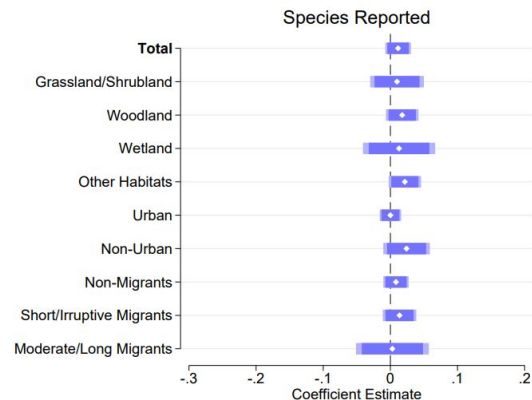 Species Reported
Total
Grassland/Shrubland
Woodland
Wetland
Other Habitats
Urban
Non-Urban
Non-Migrants
Short/Irruptive Migrants
Moderate/Long Migrants
-.3 -.2 -.1 0 .1 .2
Coefficient Estimate